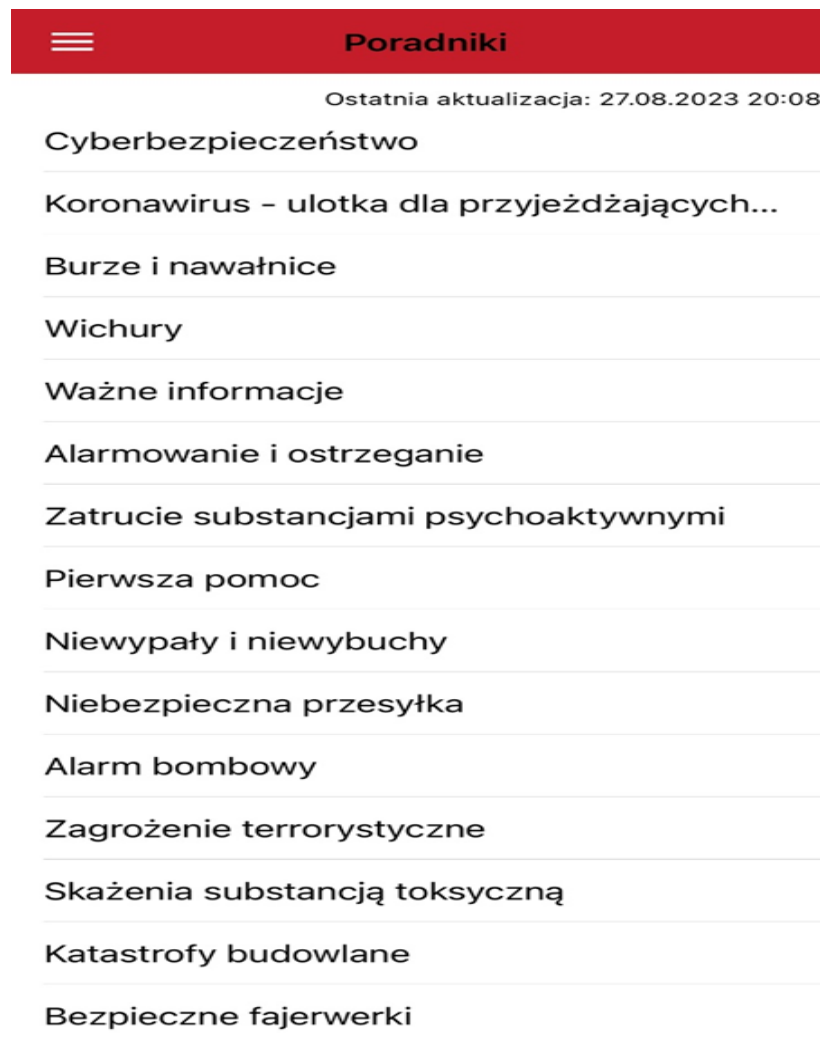 Poradniki
Ostatnia aktualizacja: 27.08.2023 20:08
Cyberbezpieczeństwo
Koronawirus - ulotka dla przyjeżdżających...
Burze i nawałnice
Wichury
Ważne informacje
Alarmowanie i ostrzeganie
Zatrucie substancjami psychoaktywnymi
Pierwsza pomoc
Niewypały i niewybuchy
Niebezpieczna przesyłka
Alarm bombowy
Zagrożenie terrorystyczne
Skażenia substancją toksyczną
Katastrofy budowlane
Bezpieczne fajerwerki